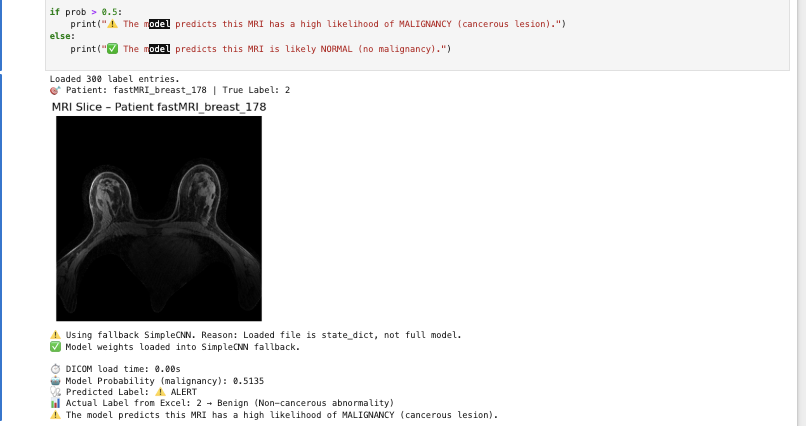 if prob > 0.5:
print("⚠️ The model predicts this MRI has a high likelihood of MALIGNANCY (cancerous lesion).")
else:
print("✅ The model predicts this MRI is likely NORMAL (no malignancy).")
Loaded 300 label entries.
🎯 Patient: fastMRI_breast_178 | True Label: 2
MRI Slice – Patient fastMRI_breast_178
⚠️ Using fallback SimpleCNN. Reason: Loaded file is state_dict, not full model.
✅ Model weights loaded into SimpleCNN fallback.
⏱️ DICOM load time: 0.00s
🤖 Model Probability (malignancy): 0.5135
🩺 Predicted Label: ⚠️ ALERT
📊 Actual Label from Excel: 2 → Benign (Non-cancerous abnormality)
⚠️ The model predicts this MRI has a high likelihood of MALIGNANCY (cancerous lesion).